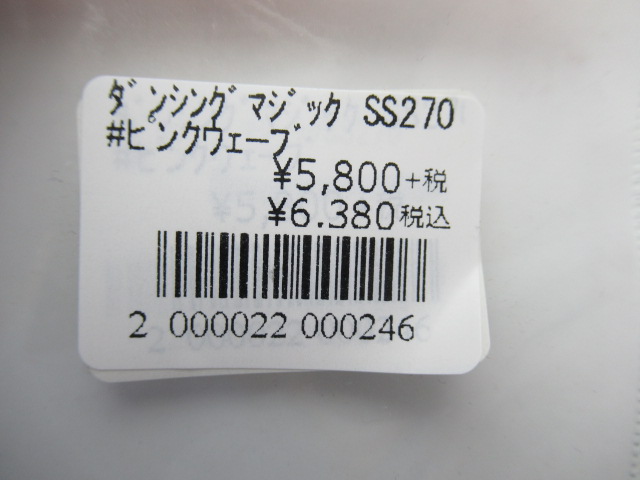 ﾀﾞﾝｼﾝｸﾞﾏｼﾞｯｸ SS270
#ピンクウェーブ
¥5,800+税
¥6.380税込
2 000022 000246